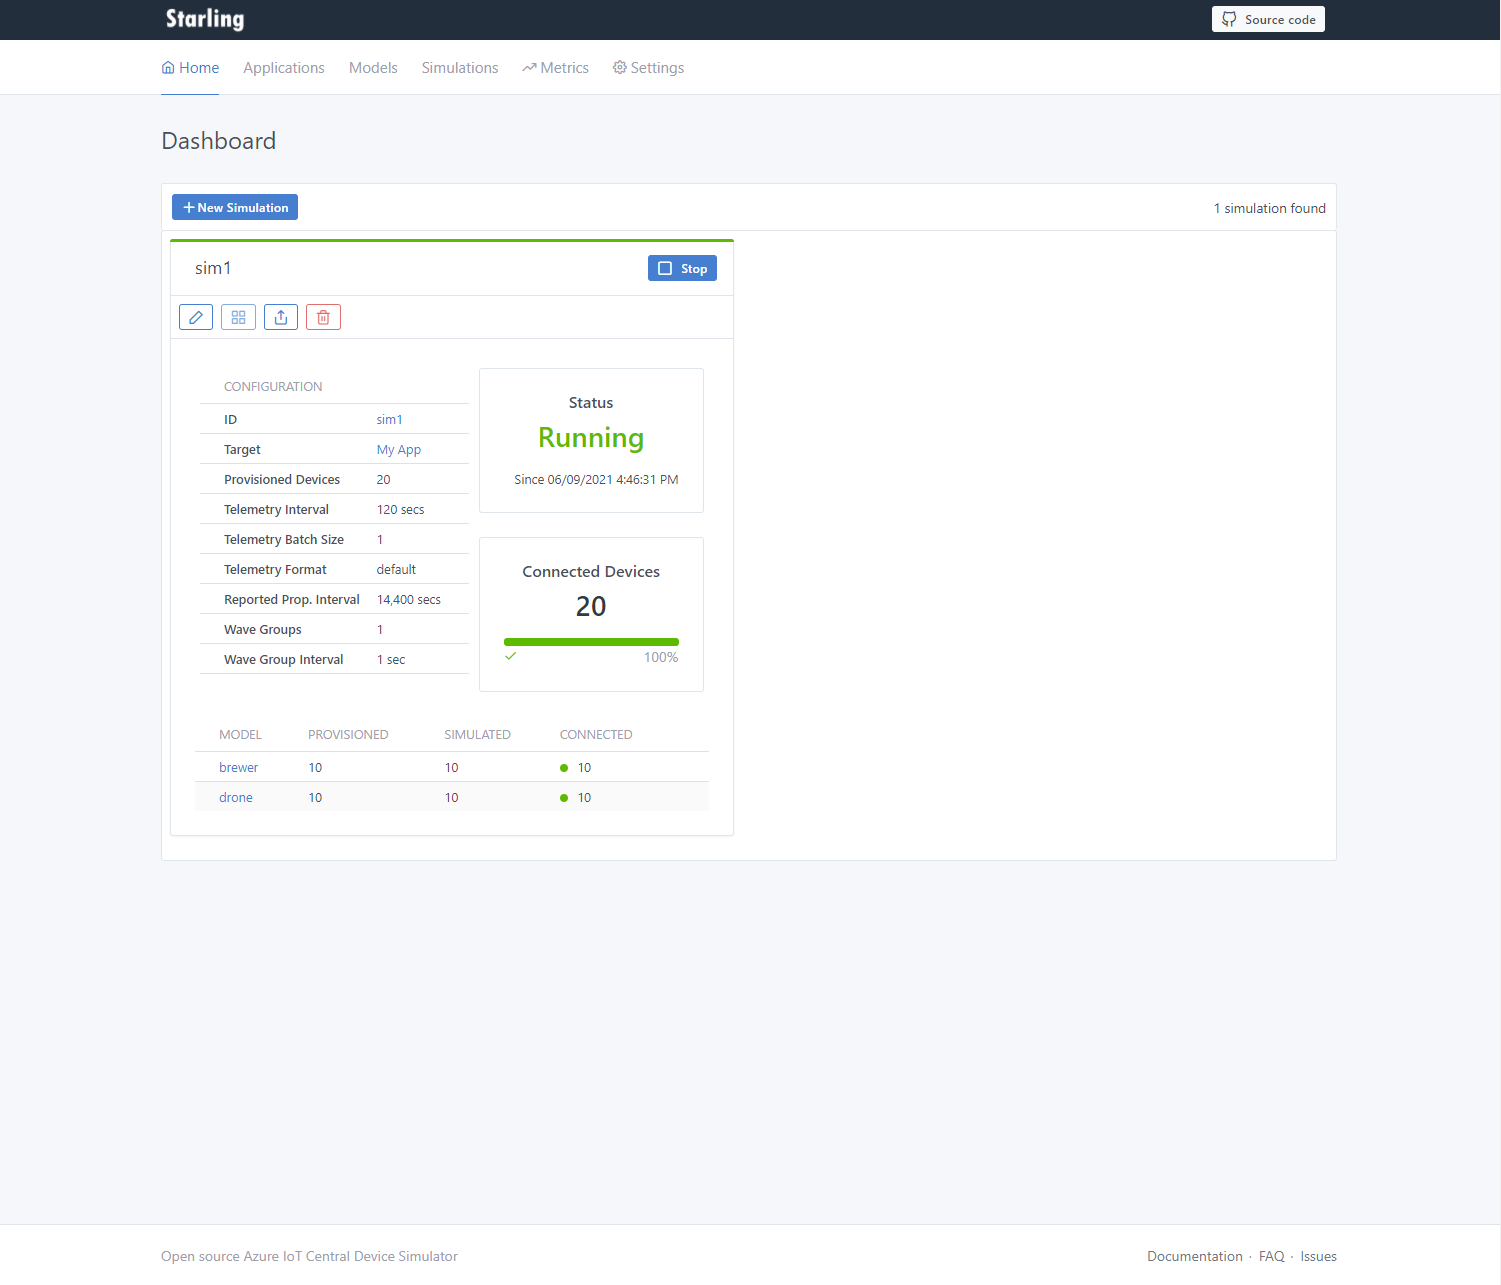 Starling
Source code
Home Applications Models Simulations Metrics Settings
Dashboard
New Simulation
1 simulation found
sim1
Stop
CONFIGURATION
ID sim1
Target My App
Provisioned Devices 20
Telemetry Interval 120 secs
Telemetry Batch Size 1
Telemetry Format default
Reported Prop. Interval 14,400 secs
Wave Groups 1
Wave Group Interval 1 sec
Status
Running
Since 06/09/2021 4:46:31 PM
Connected Devices
20
100%
MODEL PROVISIONED SIMULATED CONNECTED
brewer 10 10 10
drone 10 10 10
Open source Azure IoT Central Device Simulator
Documentation · FAQ · Issues